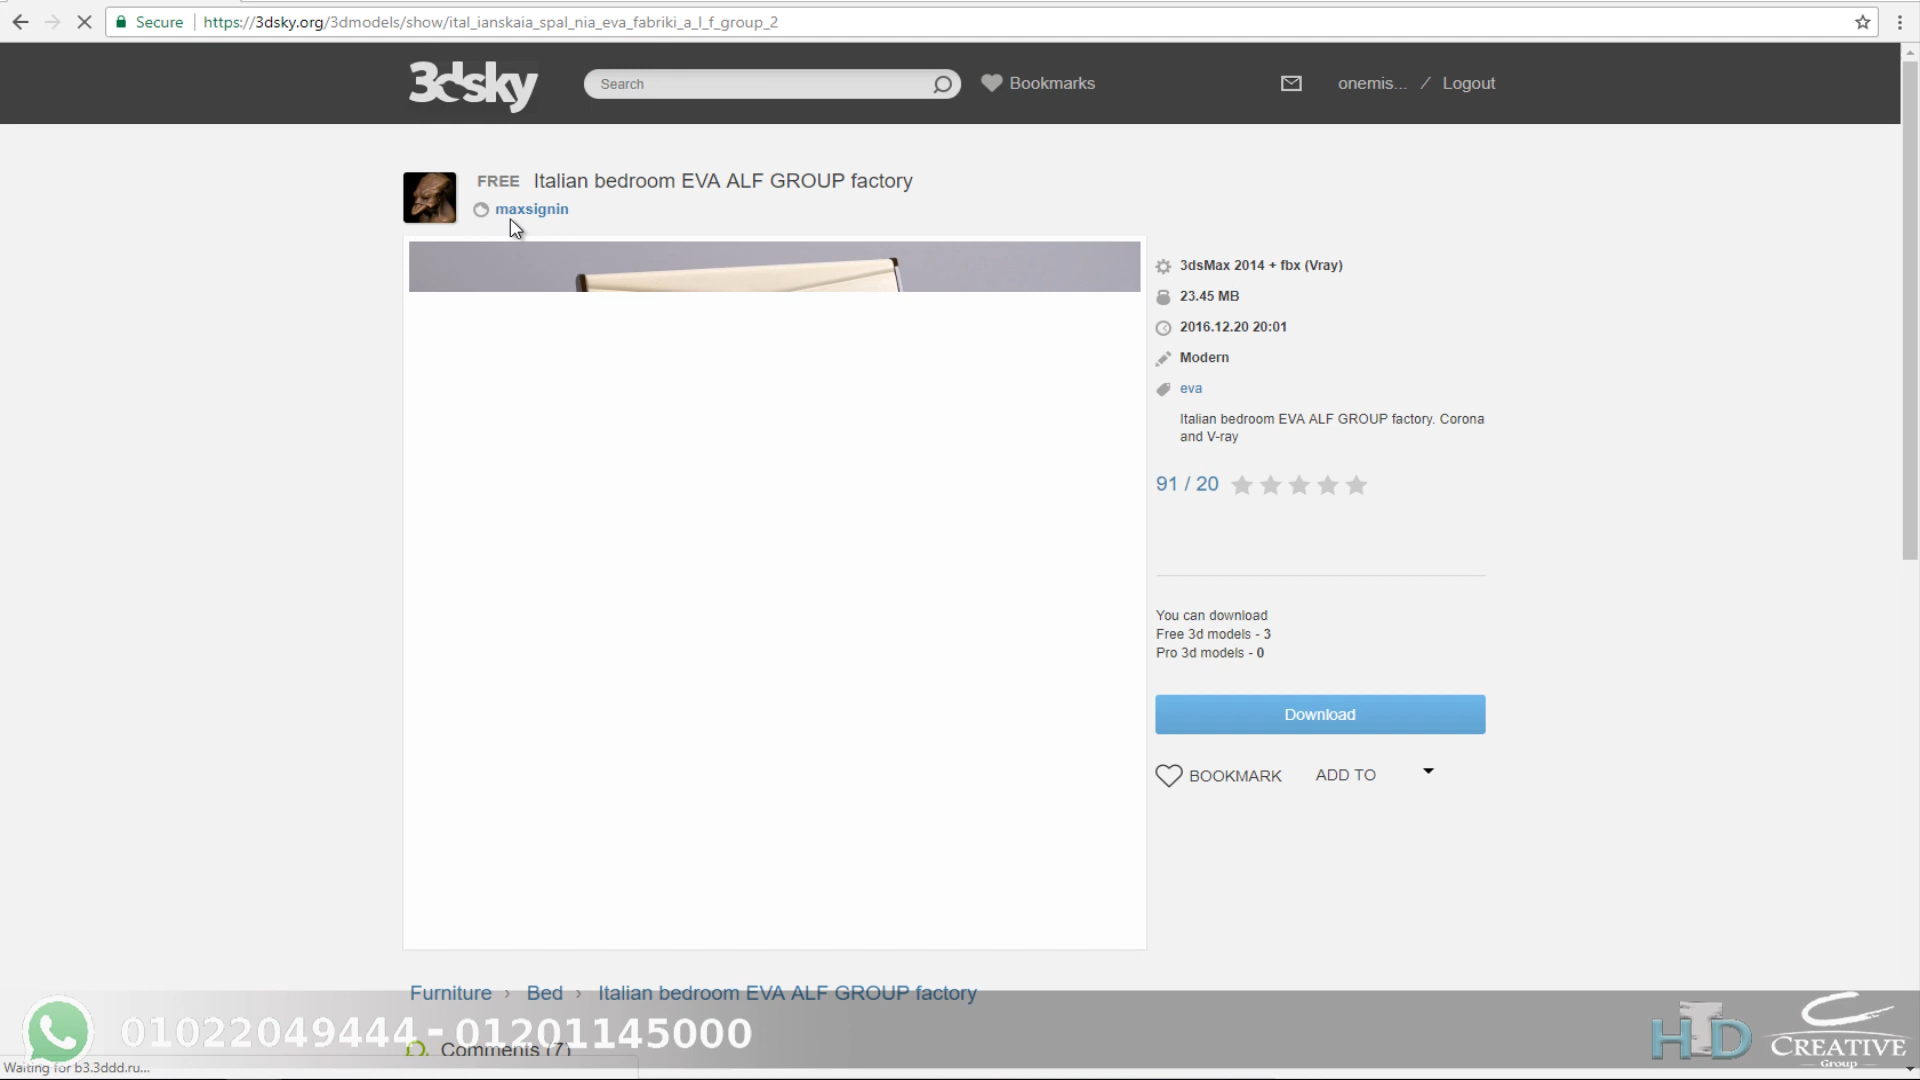 Secure
https://3dsky.org/3dmodels/show/ital_ianskaia_spal_nia_eva_fabriki_a_l_f_group_2
3dsky
Search
Bookmarks
onemis... / Logout
FREE Italian bedroom EVA ALF GROUP factory
maxsignin
3dsMax 2014 + fbx (Vray)
23.45 MB
2016.12.20 20:01
Modern
eva
Italian bedroom EVA ALF GROUP factory. Corona
and V-ray
91 / 20
You can download
Free 3d models - 3
Pro 3d models - 0
Download
BOOKMARK ADD TO
Furniture › Bed › Italian bedroom EVA ALF GROUP factory
01022049444 - 01201145000
Comments (7)
HTD
CREATIVE
Group
Waiting for b3.3ddd.ru...